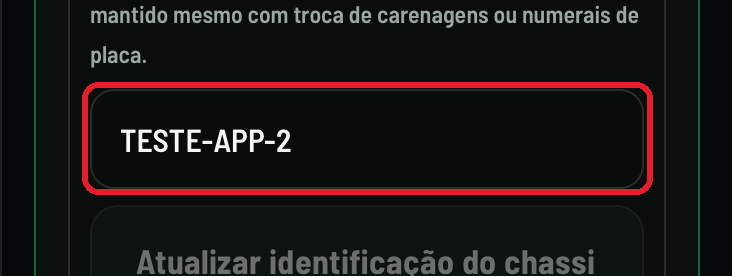 mantido mesmo com troca de carenagens ou numerais de
placa.
TESTE-APP-2
Atualizar identificação do chassi